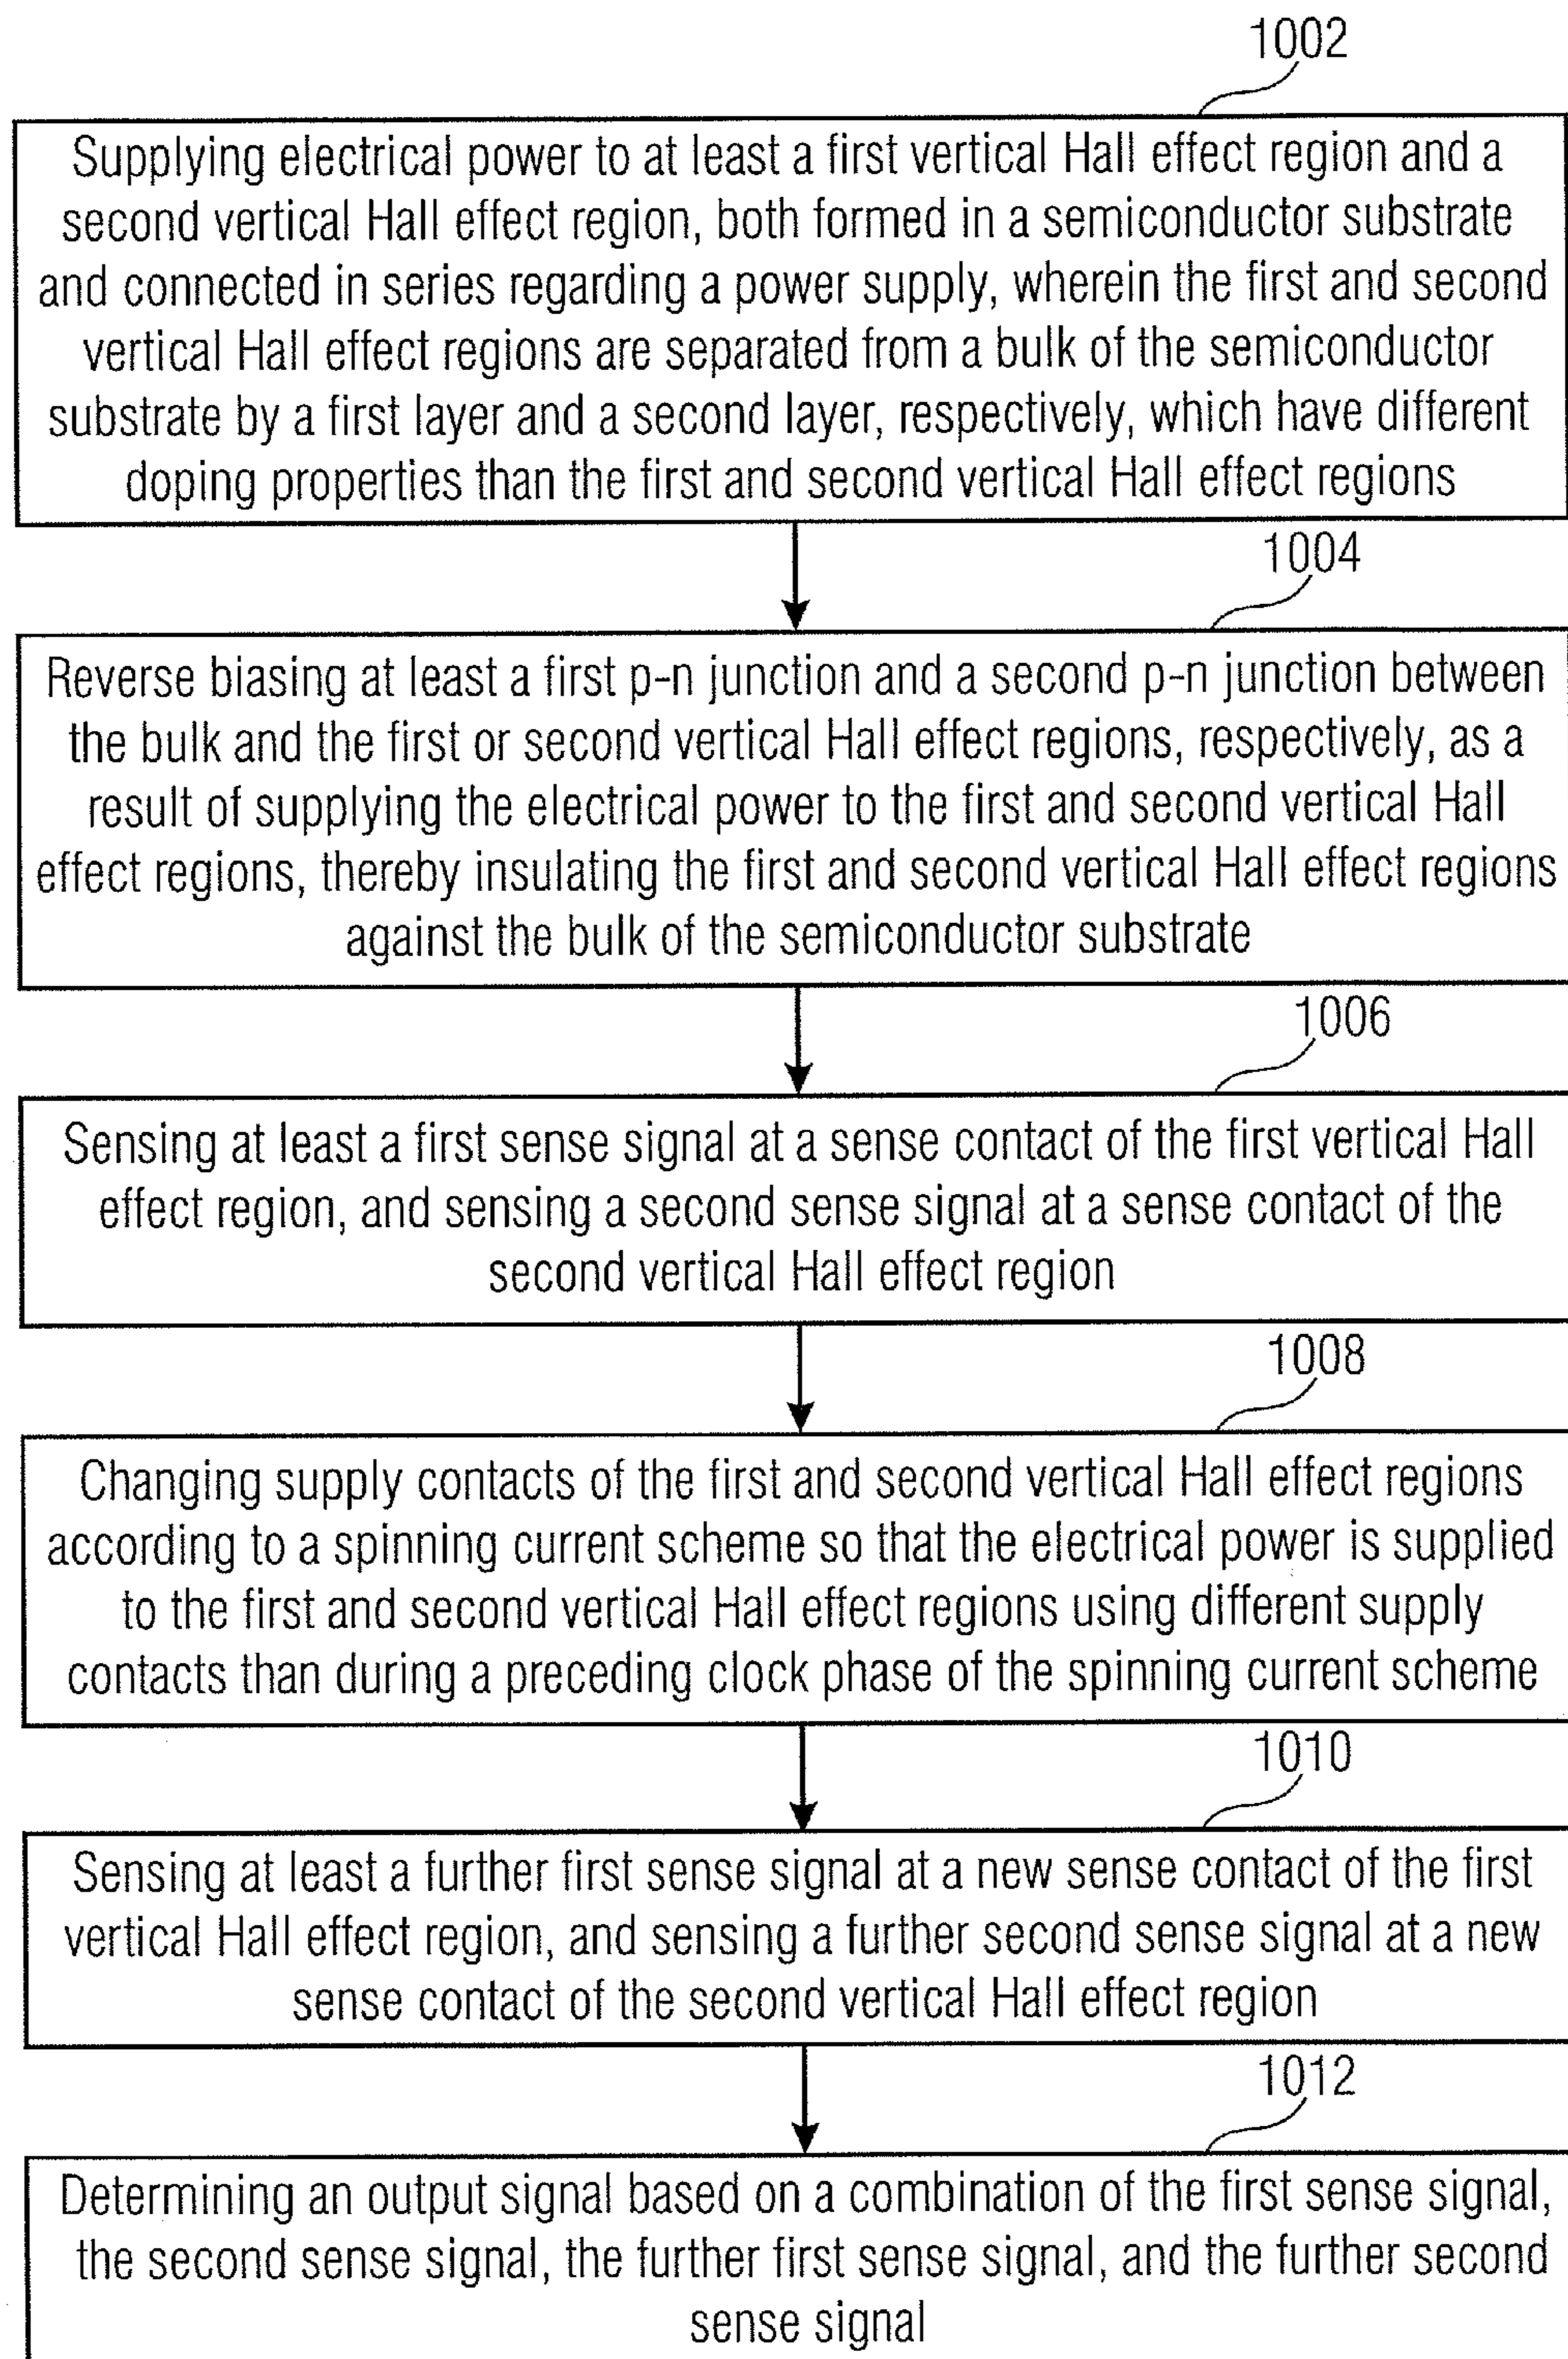 1002
Supplying electrical power to at least a first vertical Hall effect region and a
second vertical Hall effect region, both formed in a semiconductor substrate
and connected in series regarding a power supply, wherein the first and second
vertical Hall effect regions are separated from a bulk of the semiconductor
substrate by a first layer and a second layer, respectively, which have different
doping properties than the first and second vertical Hall effect regions
1004
Reverse biasing at least a first p-n junction and a second p-n junction between
the bulk and the first or second vertical Hall effect regions, respectively, as a
result of supplying the electrical power to the first and second vertical Hall
effect regions, thereby insulating the first and second vertical Hall effect regions
against the bulk of the semiconductor substrate
1006
Sensing at least a first sense signal at a sense contact of the first vertical Hall
effect region, and sensing a second sense signal at a sense contact of the
second vertical Hall effect region
1008
Changing supply contacts of the first and second vertical Hall effect regions
according to a spinning current scheme so that the electrical power is supplied
to the first and second vertical Hall effect regions using different supply
contacts than during a preceding clock phase of the spinning current scheme
1010
Sensing at least a further first sense signal at a new sense contact of the first
vertical Hall effect region, and sensing a further second sense signal at a new
sense contact of the second vertical Hall effect region
1012
Determining an output signal based on a combination of the first sense signal,
the second sense signal, the further first sense signal, and the further second
sense signal